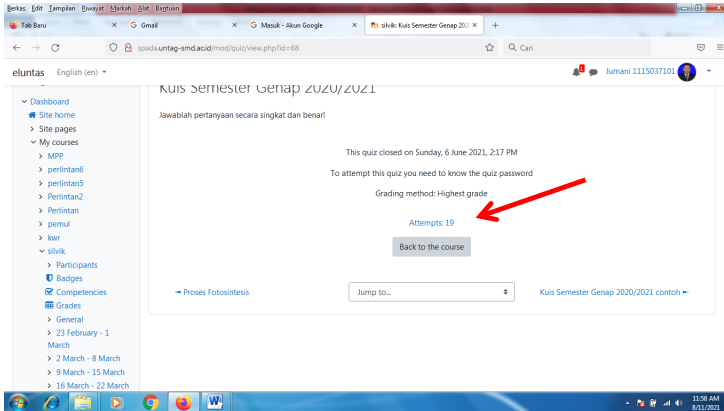 Berkas Edit Tampilan Riwayat Markah Alat Bantuan
Tab Baru
Gmail
Masuk - Akun Google
silvik: Kuis Semester Genap 202
spada.untag-smd.ac.id/mod/quiz/view.php?id=68
Cari
eluntas English (en)
Jumani 1115037101
Kuis Semester Genap 2020/2021
Jawablah pertanyaan secara singkat dan benar!
This quiz closed on Sunday, 6 June 2021, 2:17 PM
To attempt this quiz you need to know the quiz password
Grading method: Highest grade
Attempts: 19
Back to the course
Proses Fotosintesis
Jump to...
Kuis Semester Genap 2020/2021 contoh
Dashboard
Site home
Site pages
My courses
MPP
perlintan6
perlintan5
Perlintan2
Perlintan
pemul
kwr
silvik
Participants
Badges
Competencies
Grades
General
23 February - 1
March
2 March - 8 March
9 March - 15 March
16 March - 22 March
11:58 AM
8/11/2021